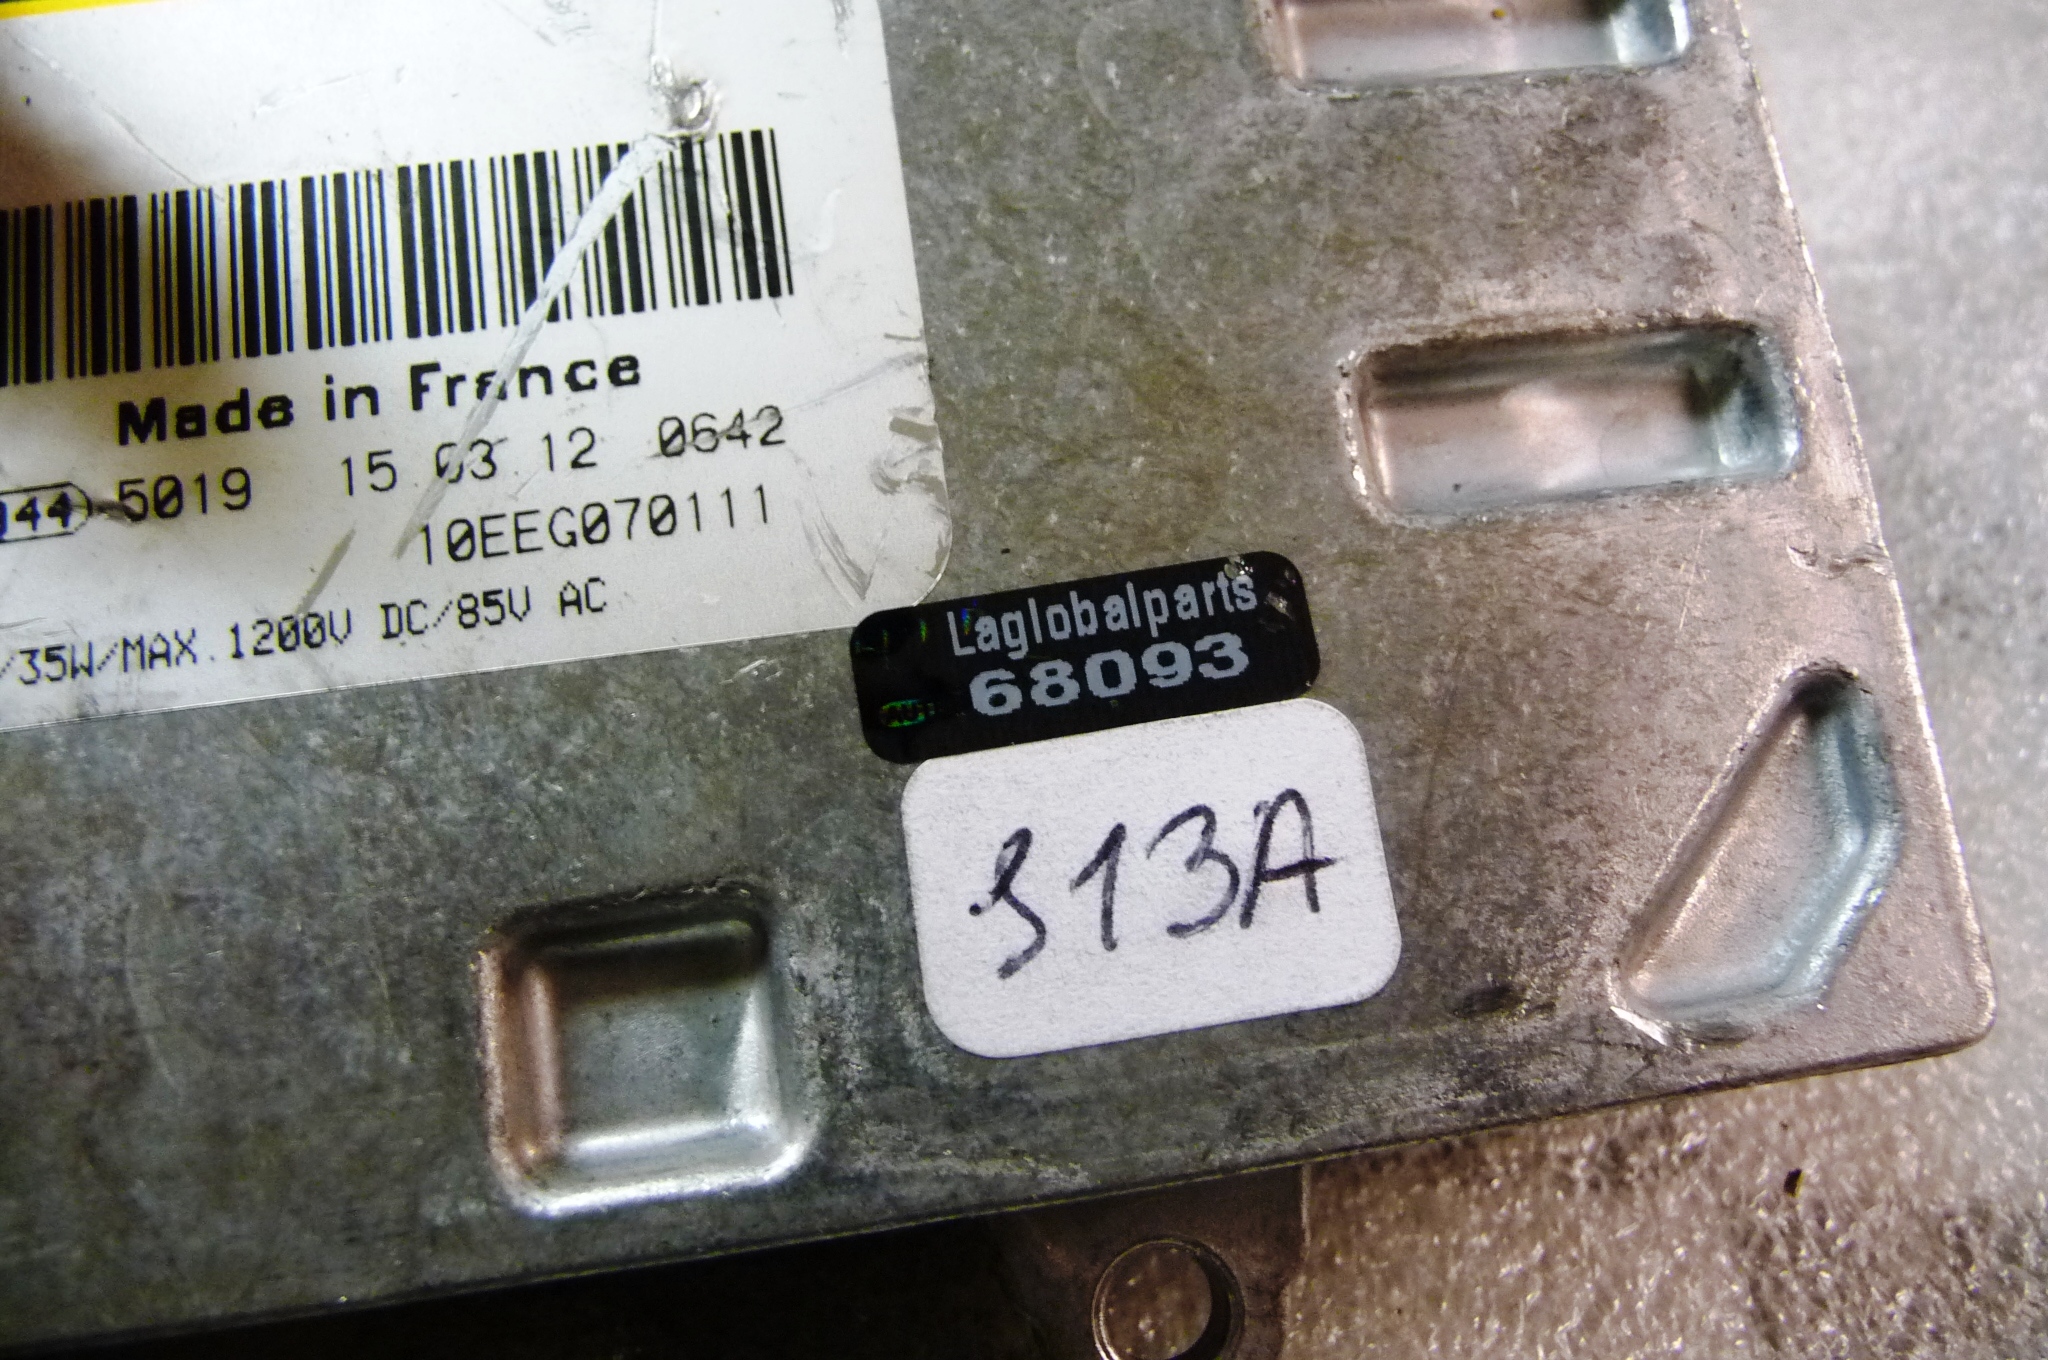 Made in France
5019 15.03.12 0642
10EEG070111
/35W/MAX.1200V DC/85V AC
Laglobalparts
68093
313A